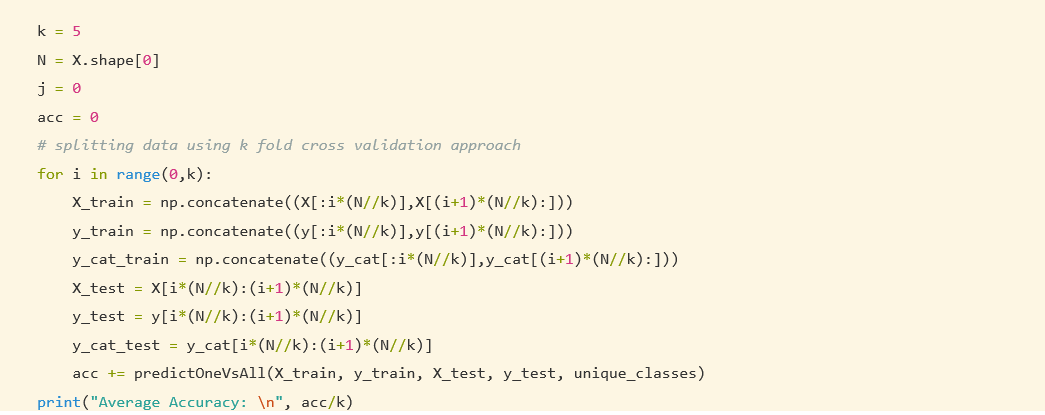 k = 5
N = X.shape[0]
j = 0
acc = 0
# splitting data using k fold cross validation approach
for i in range(0,k):
    X_train = np.concatenate((X[:i*(N//k)],X[(i+1)*(N//k):]))
    y_train = np.concatenate((y[:i*(N//k)],y[(i+1)*(N//k):]))
    y_cat_train = np.concatenate((y_cat[:i*(N//k)],y_cat[(i+1)*(N//k):]))
    X_test = X[i*(N//k):(i+1)*(N//k)]
    y_test = y[i*(N//k):(i+1)*(N//k)]
    y_cat_test = y_cat[i*(N//k):(i+1)*(N//k)]
    acc += predictOneVsAll(X_train, y_train, X_test, y_test, unique_classes)
print("Average Accuracy: \n", acc/k)